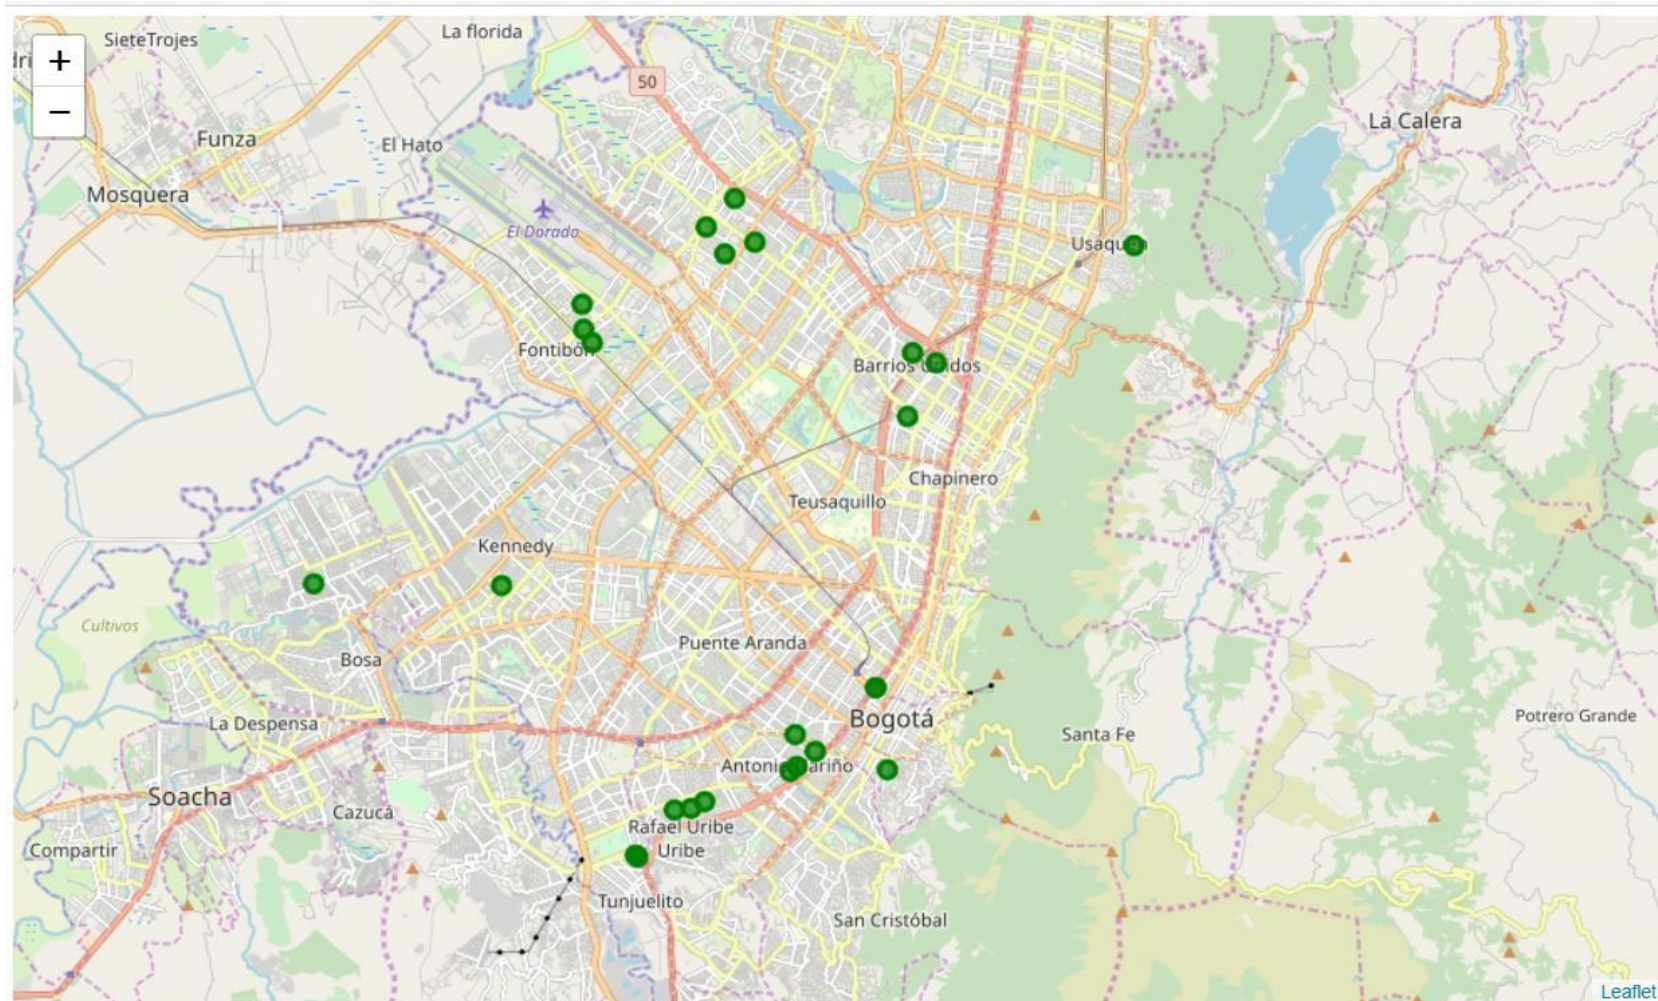 La florida
SieteTrojes
+
−
50
La Calera
Funza
El Hato
Mosquera
El Dorado
Usaquén
Fontibón
Barrios Unidos
Chapinero
Teusaquillo
Kennedy
Cultivos
Puente Aranda
Bosa
Potrero Grande
Bogotá
La Despensa
Santa Fe
Antonio Nariño
Soacha
Cazucá
Rafael Uribe
Uribe
Compartir
Tunjuelito
San Cristóbal
Leaflet